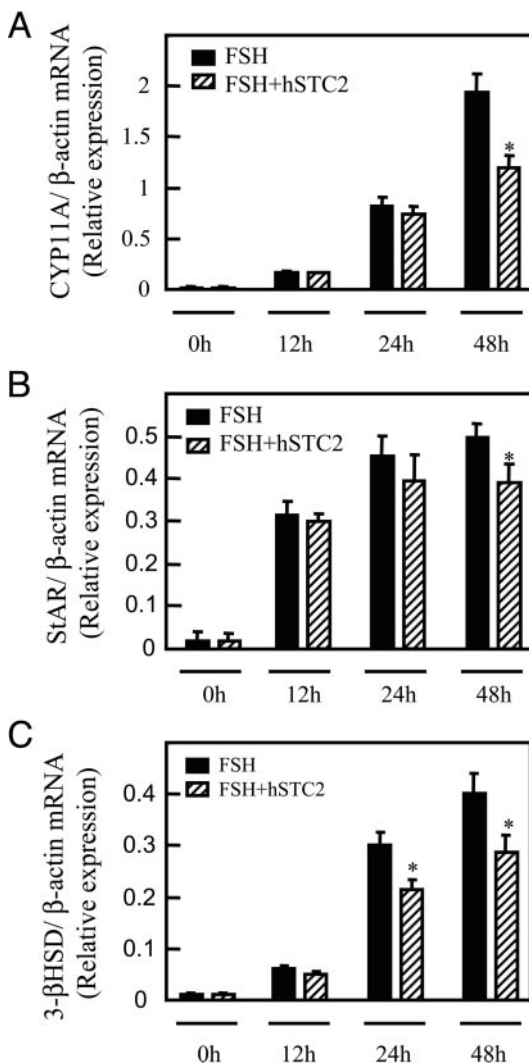 A
CYP11A/ β-actin mRNA
(Relative expression)
2
1.5
1
0.5
0
FSH
FSH+hSTC2
*
0h 12h 24h 48h
B
StAR/ β-actin mRNA
(Relative expression)
0.5
0.4
0.3
0.2
0.1
0
FSH
FSH+hSTC2
*
0h 12h 24h 48h
C
3-βHSD/ β-actin mRNA
(Relative expression)
0.4
0.3
0.2
0.1
0
FSH
FSH+hSTC2
*
*
0h 12h 24h 48h